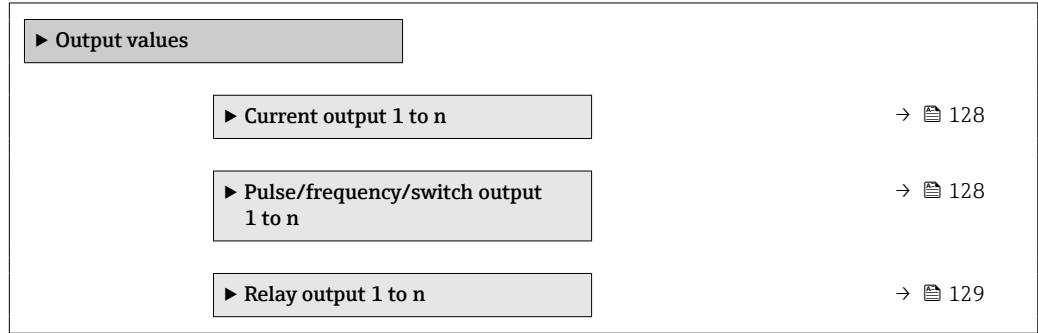 ▶ Output values
▶ Current output 1 to n → 128
▶ Pulse/frequency/switch output → 128
1 to n
▶ Relay output 1 to n → 129